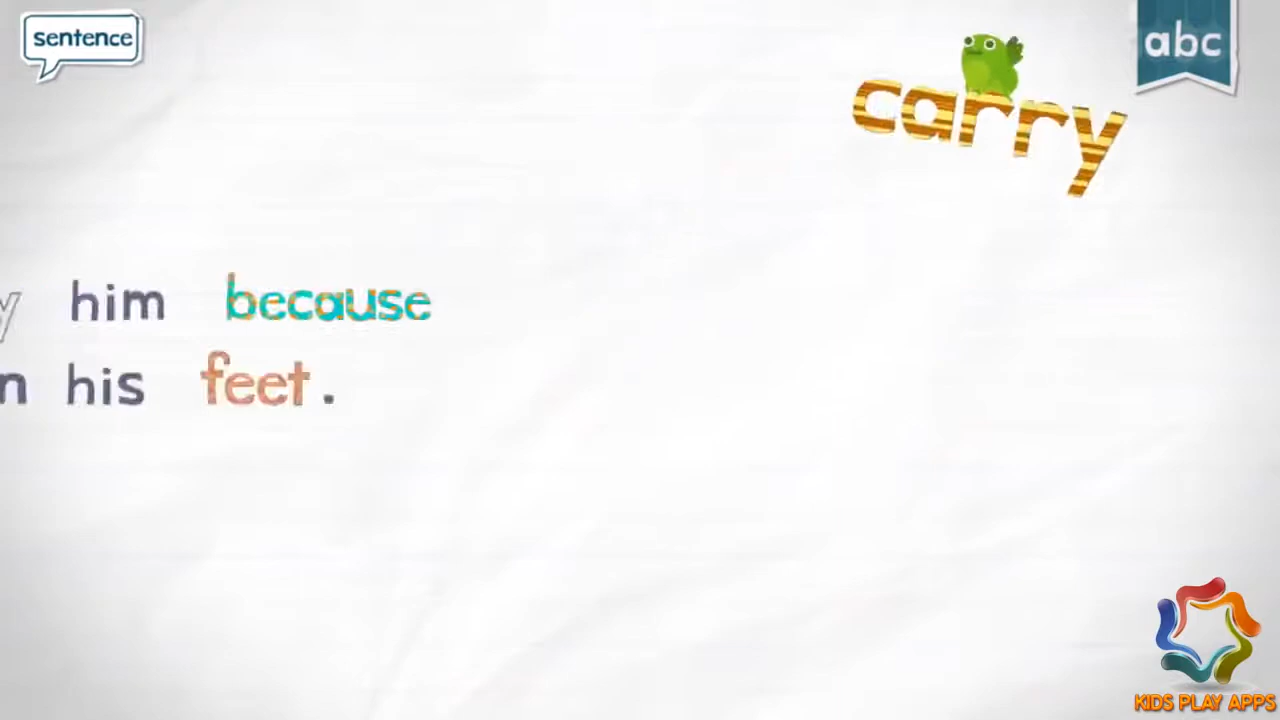 sentence
abc
carry
y him because
n his feet.
KIDS PLAY APPS